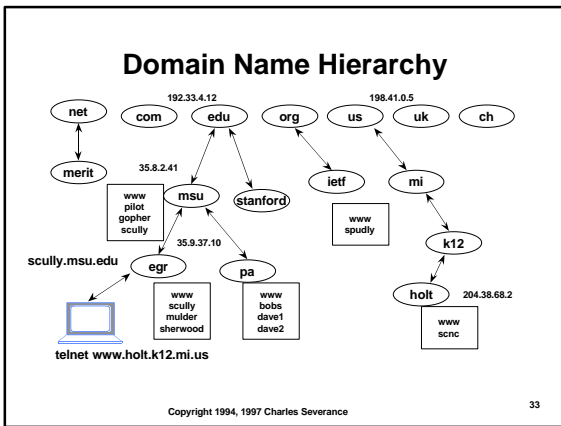 Domain Name Hierarchy
192.33.4.12
198.41.0.5
net
com
edu
org
us
uk
ch
35.8.2.41
merit
msu
stanford
ietf
mi
www
pilot
gopher
scully
www
spudly
k12
35.9.37.10
scully.msu.edu
egr
pa
holt
204.38.68.2
www
scully
mulder
sherwood
www
bobs
dave1
dave2
www
scnc
telnet www.holt.k12.mi.us
Copyright 1994, 1997 Charles Severance
33